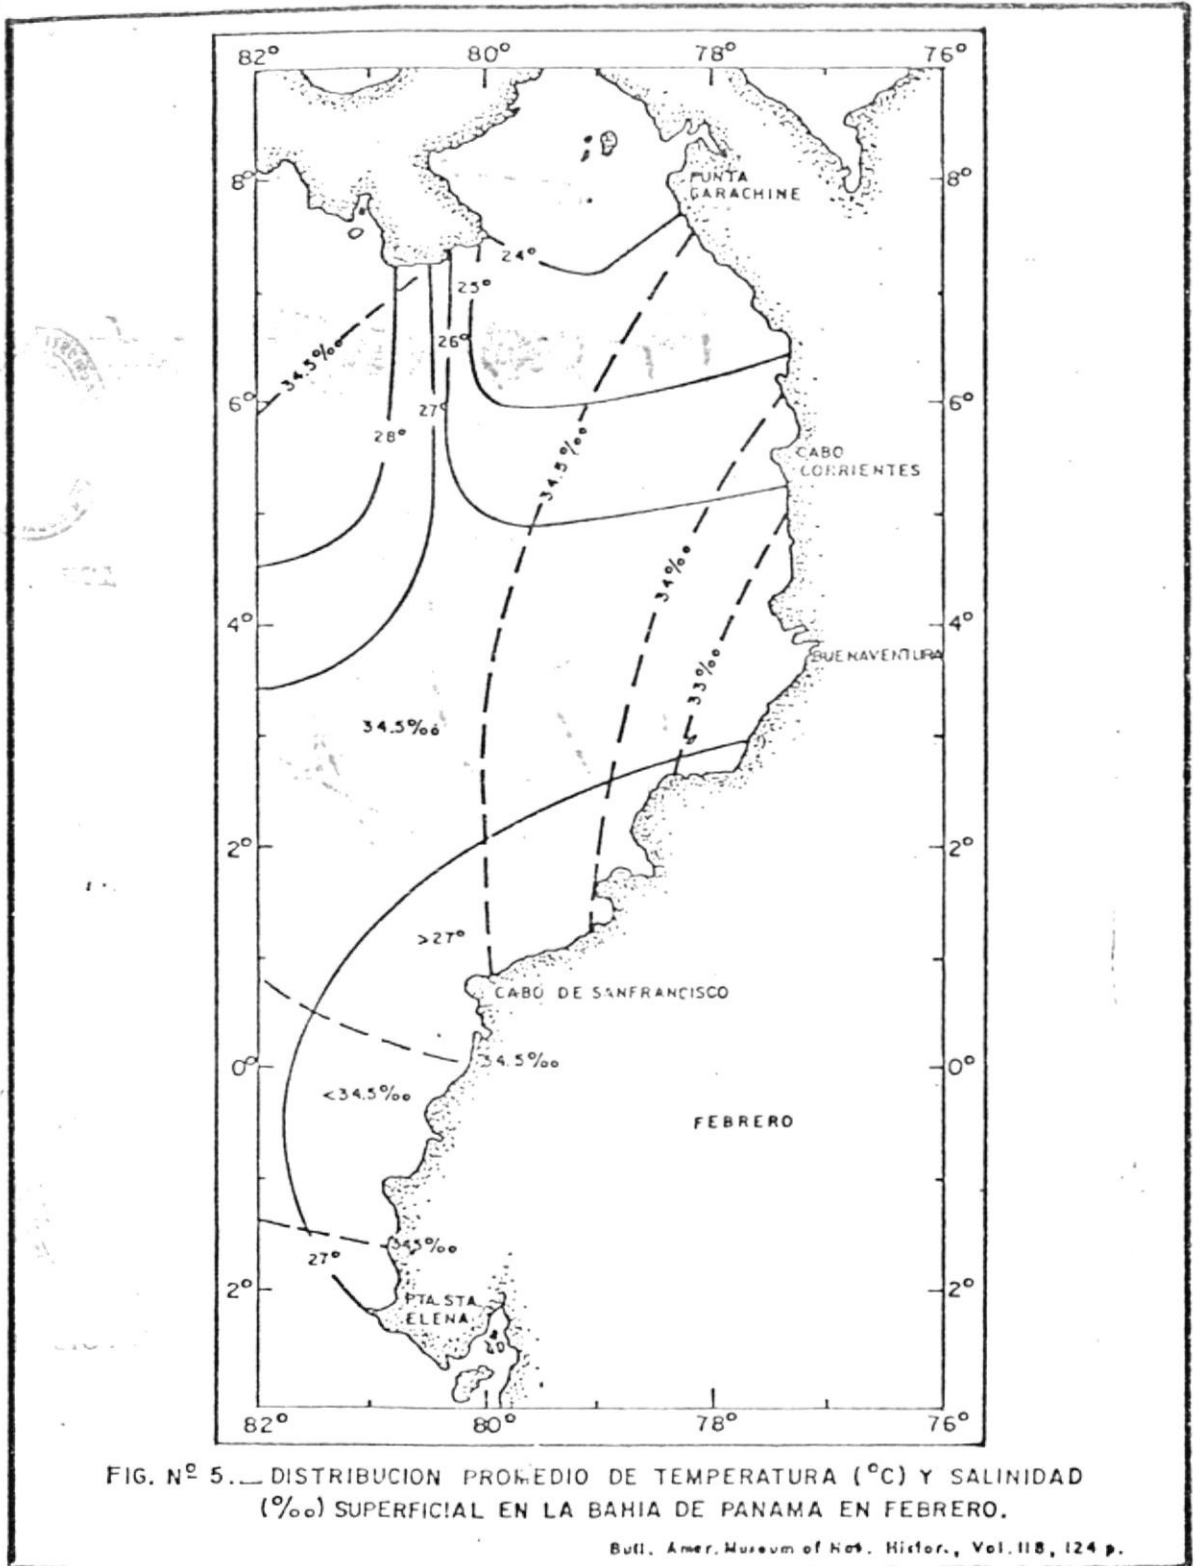 82° 80° 78° 76°
8° 8°
PUNTA
GARACHINE
24°
25°
26°
34.5‰
6° 27° 6°
28°
34.5‰
CABO
CORRIENTES
34‰
4° 4°
BUENAVENTURA
33‰
34.5‰
2° 2°
>27°
CABO DE SANFRANCISCO
34.5‰
0° 0°
<34.5‰
FEBRERO
345‰
27°
2° 2°
PTA. STA.
ELENA
82° 80° 78° 76°
FIG. Nº 5.__ DISTRIBUCION PROMEDIO DE TEMPERATURA (°C) Y SALINIDAD
(‰) SUPERFICIAL EN LA BAHIA DE PANAMA EN FEBRERO.
Bull. Amer. Museum of Nat. Histor., Vol. 118, 124 p.